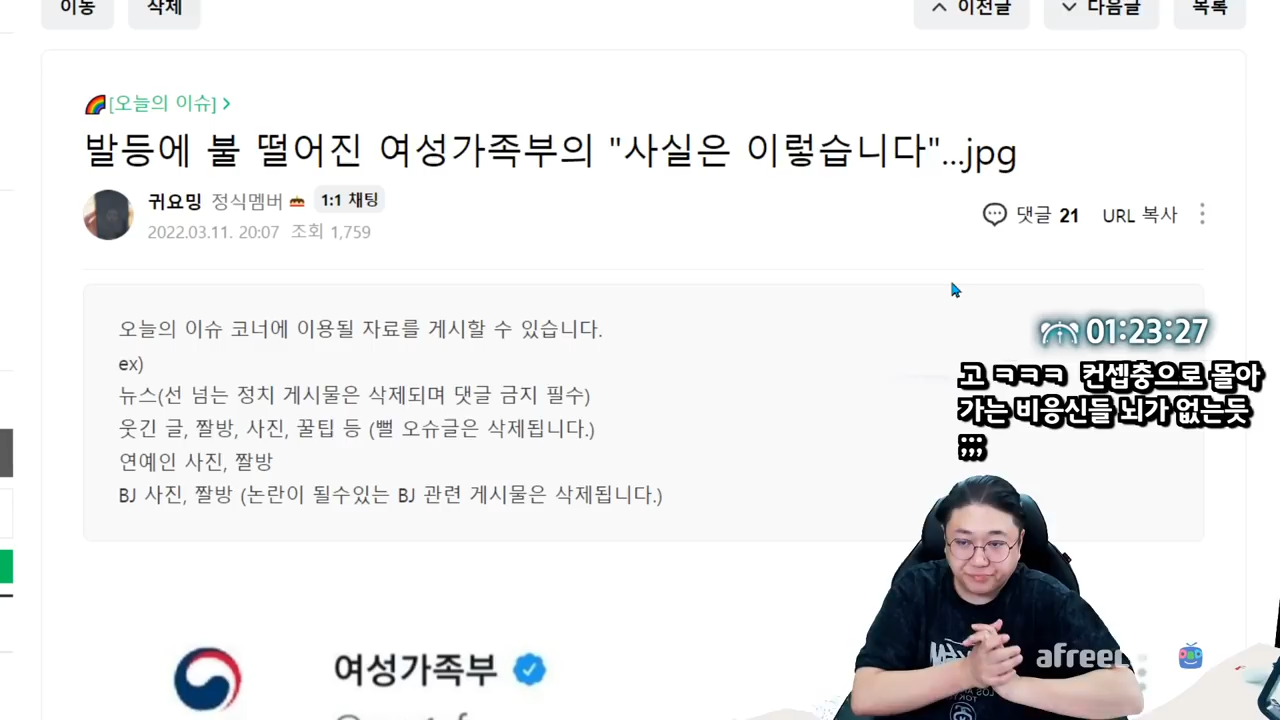 이동
삭제
이전글
다음글
목록
[오늘의 이슈]
발등에 불 떨어진 여성가족부의 "사실은 이렇습니다"...jpg
귀요밍 정식멤버 1:1 채팅
2022.03.11. 20:07 조회 1,759
댓글 21 URL 복사
오늘의 이슈 코너에 이용될 자료를 게시할 수 있습니다.
ex)
뉴스(선 넘는 정치 게시물은 삭제되며 댓글 금지 필수)
웃긴 글, 짤방, 사진, 꿀팁 등 (뻘 오슈글은 삭제됩니다.)
연예인 사진, 짤방
BJ 사진, 짤방 (논란이 될수있는 BJ 관련 게시물은 삭제됩니다.)
01:23:27
고 ㅋㅋㅋ 컨셉충으로 몰아
가는 비응신들 뇌가 없는듯
;;;
여성가족부